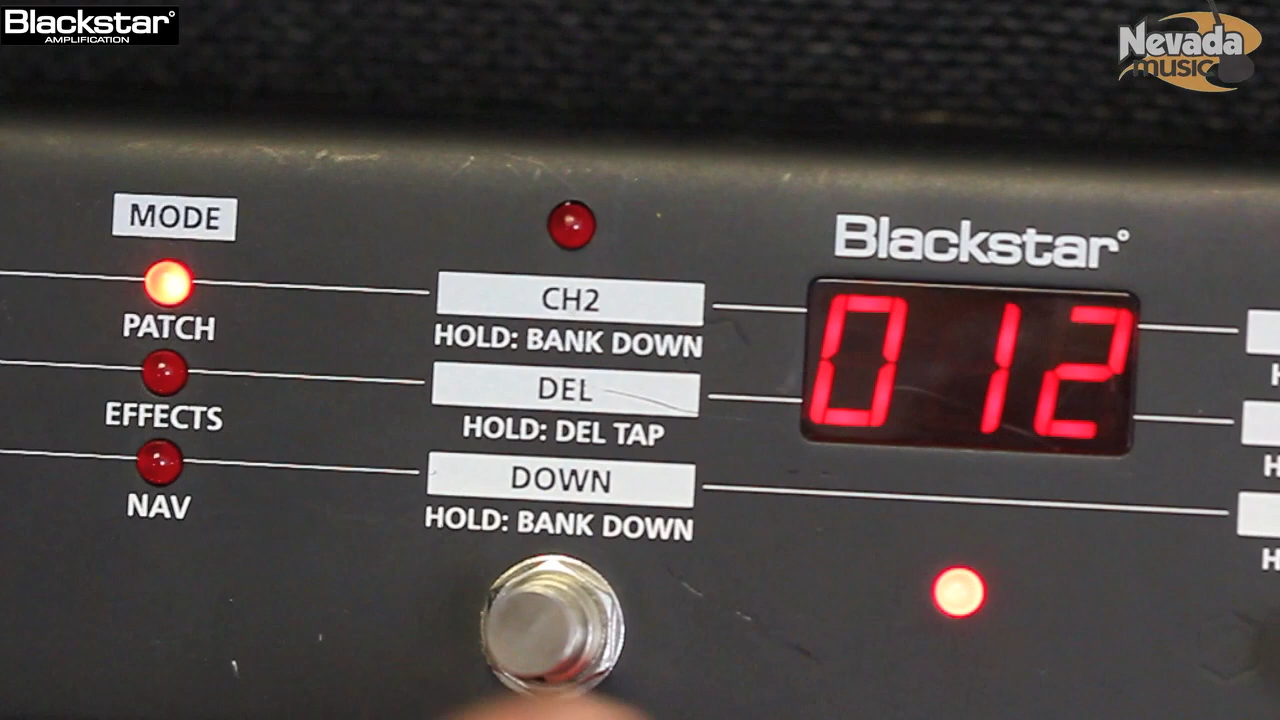 Blackstar
AMPLIFICATION
Nevada
music
MODE
PATCH
EFFECTS
NAV
CH2
HOLD: BANK DOWN
DEL
HOLD: DEL TAP
DOWN
HOLD: BANK DOWN
Blackstar
012
H
H
H